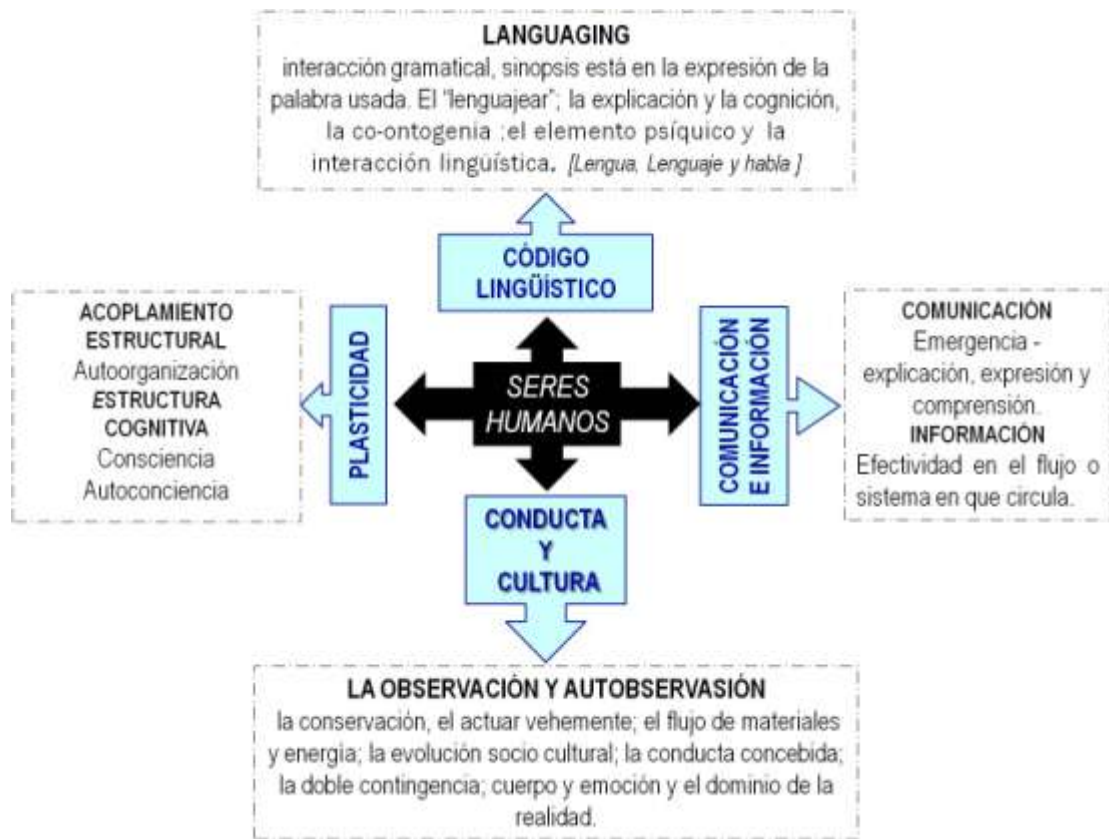 LANGUAGING
interacción gramatical, sinopsis está en la expresión de la
palabra usada. El "lenguajear"; la explicación y la cognición,
la co-ontogenia ;el elemento psíquico y la
interacción lingüística. [Lengua, Lenguaje y habla ]
CÓDIGO
LINGÜÍSTICO
ACOPLAMIENTO
ESTRUCTURAL
Autoorganización
ESTRUCTURA
COGNITIVA
Consciencia
Autoconciencia
PLASTICIDAD
SERES
HUMANOS
COMUNICACIÓN
E INFORMACIÓN
COMUNICACIÓN
Emergencia -
explicación, expresión y
comprensión.
INFORMACIÓN
Efectividad en el flujo o
sistema en que circula.
CONDUCTA
Y
CULTURA
LA OBSERVACIÓN Y AUTOBSERVASIÓN
la conservación, el actuar vehemente; el flujo de materiales
y energía; la evolución socio cultural; la conducta concebida;
la doble contingencia; cuerpo y emoción y el dominio de la
realidad.